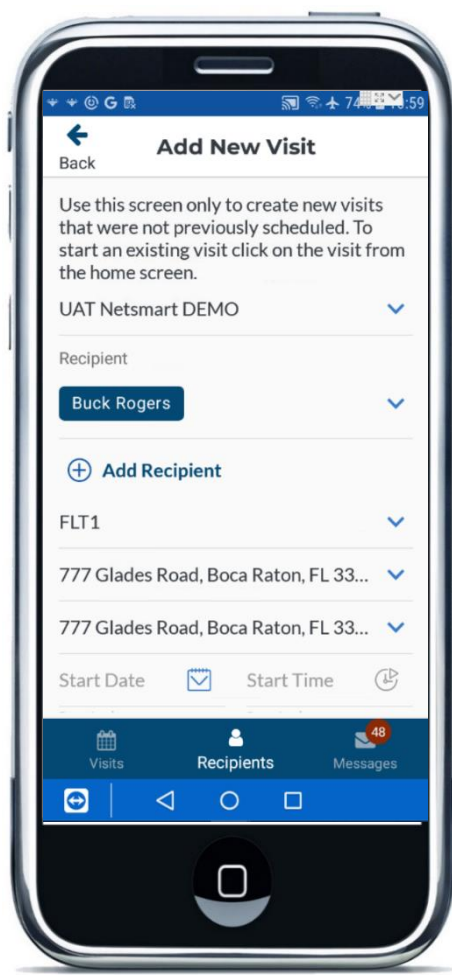 Back
Add New Visit
Use this screen only to create new visits
that were not previously scheduled. To
start an existing visit click on the visit from
the home screen.
UAT Netsmart DEMO
Recipient
Buck Rogers
Add Recipient
FLT1
777 Glades Road, Boca Raton, FL 33...
777 Glades Road, Boca Raton, FL 33...
Start Date Start Time
48
Visits Recipients Messages